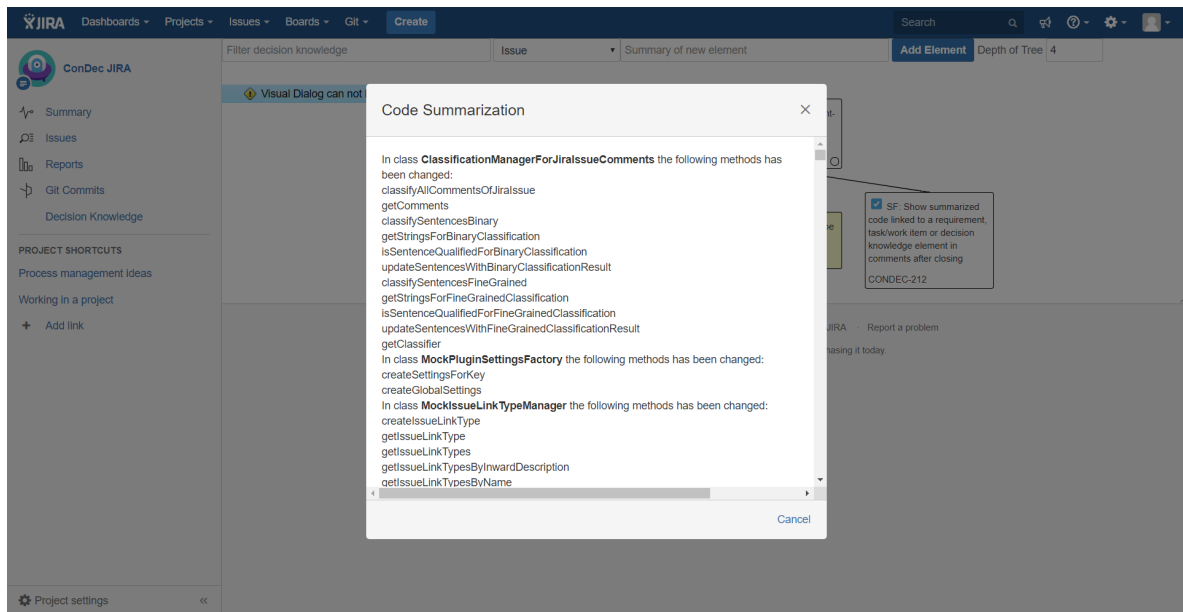 JIRA Dashboards Projects Issues Boards Git Create Search
ConDec JIRA
Summary
Issues
Reports
Git Commits
Decision Knowledge
PROJECT SHORTCUTS
Process management ideas
Working in a project
+ Add link
Project settings «
Filter decision knowledge Issue Summary of new element Add Element Depth of Tree 4
Visual Dialog can not
Code Summarization
In class ClassificationManagerForJiraIssueComments the following methods has
been changed:
classifyAllCommentsOfJiraIssue
getComments
classifySentencesBinary
getStringsForBinaryClassification
isSentenceQualifiedForBinaryClassification
updateSentencesWithBinaryClassificationResult
classifySentencesFineGrained
getStringsForFineGrainedClassification
isSentenceQualifiedForFineGrainedClassification
updateSentencesWithFineGrainedClassificationResult
getClassifier
In class MockPluginSettingsFactory the following methods has been changed:
createSettingsForKey
createGlobalSettings
In class MockIssueLinkTypeManager the following methods has been changed:
createIssueLinkType
getIssueLinkType
getIssueLinkTypes
getIssueLinkTypesByInwardDescription
getIssueLinkTypesByName
Cancel
SF: Show summarized
code linked to a requirement,
task/work item or decision
knowledge element in
comments after closing
CONDEC-212
JIRA · Report a problem
hasing it today.